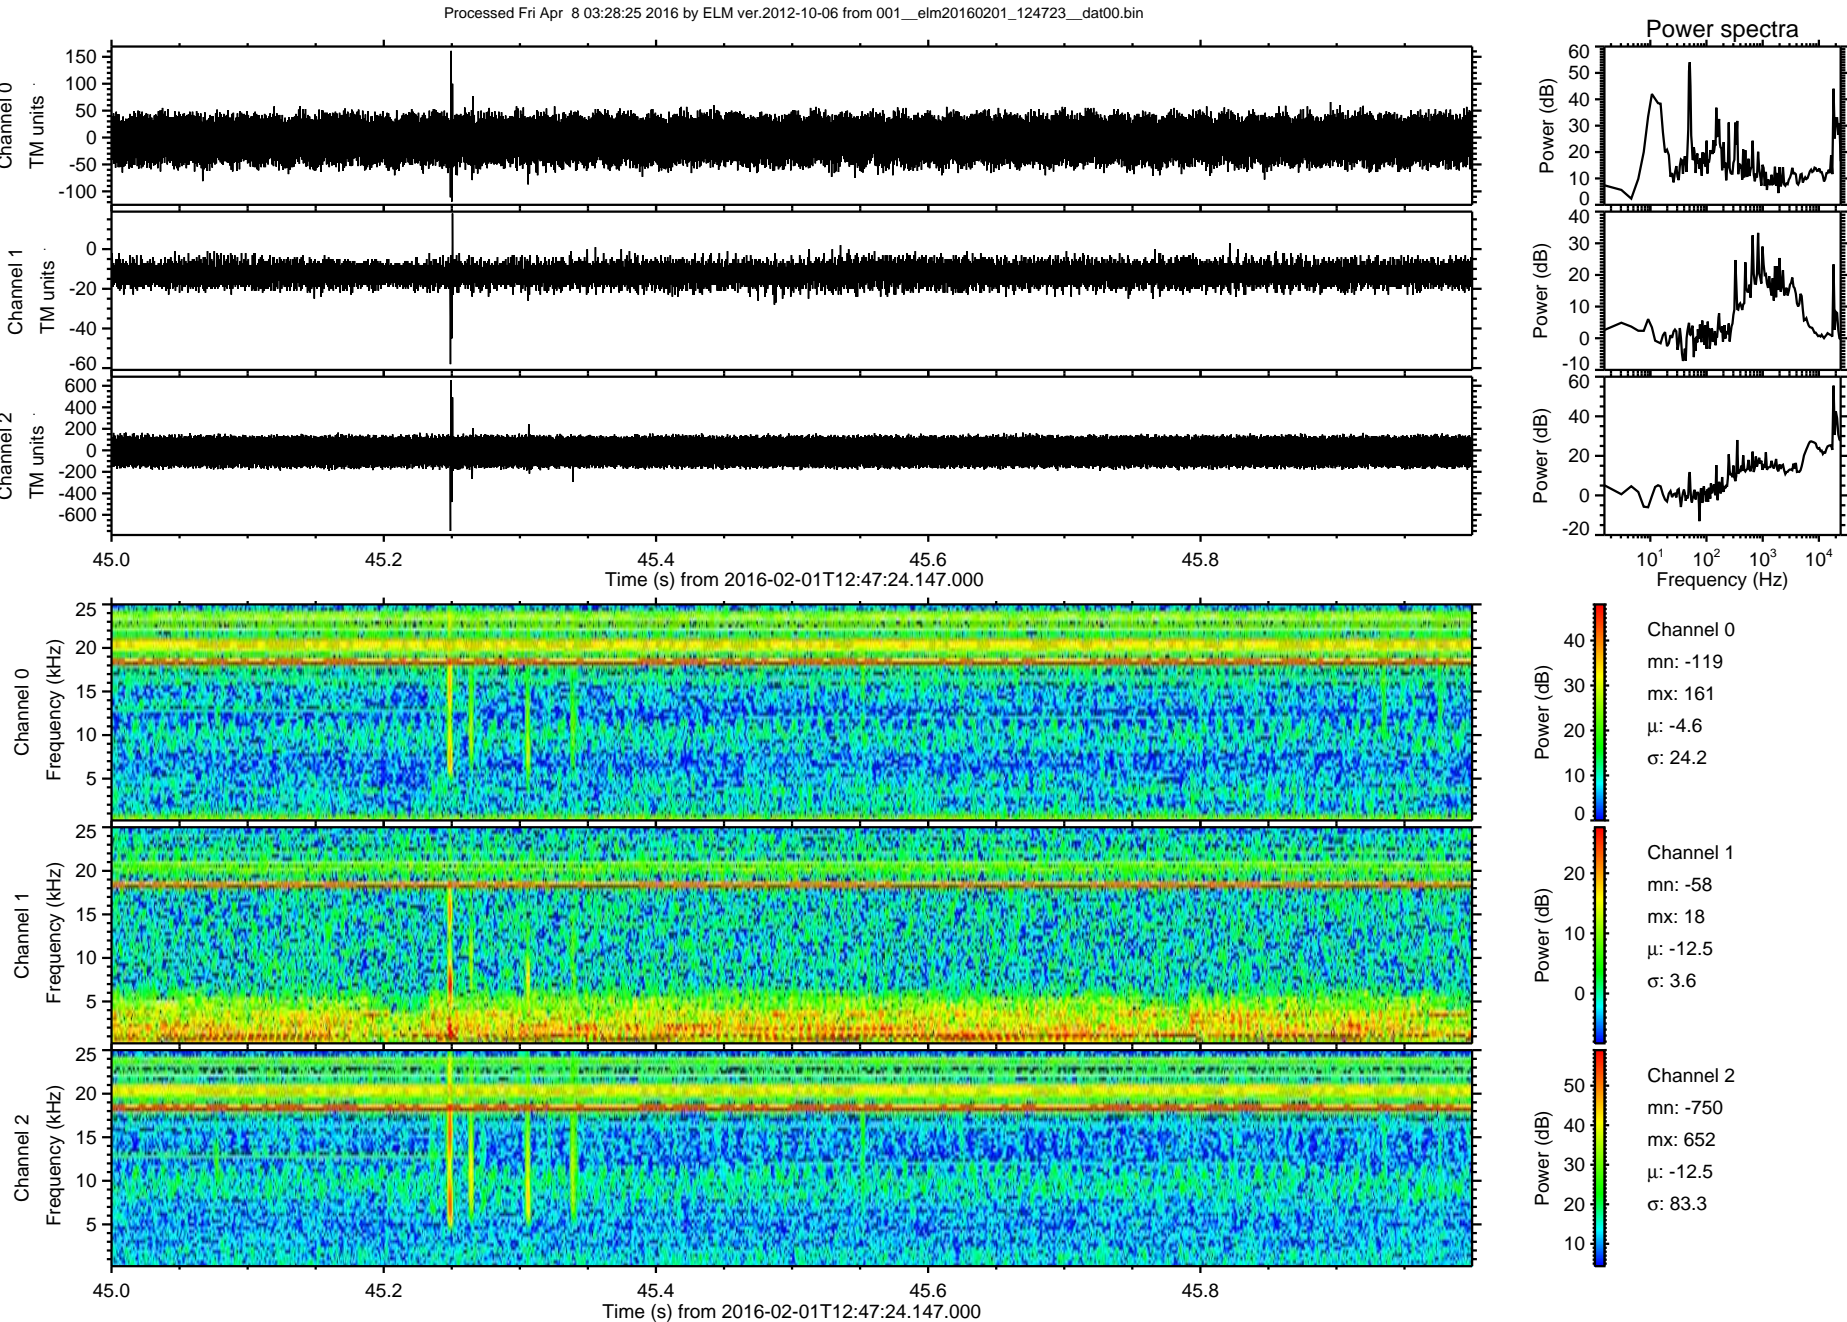 Processed Fri Apr 8 03:28:25 2016 by ELM ver.2012-10-06 from 001__elm20160201_124723__dat00.bin
Power spectra
Channel 0
TM units
150
100
50
0
-50
-100
Power (dB)
60
50
40
30
20
10
0
Channel 1
TM units
0
-20
-40
-60
Power (dB)
40
30
20
10
0
-10
Channel 2
TM units
600
400
200
0
-200
-400
-600
Power (dB)
60
40
20
0
-20
45.0 45.2 45.4 45.6 45.8
Time (s) from 2016-02-01T12:47:24.147.000
10^1 10^2 10^3 10^4
Frequency (Hz)
Channel 0
Frequency (kHz)
25
20
15
10
5
Power (dB)
40
30
20
10
0
Channel 0
mn: -119
mx: 161
µ: -4.6
σ: 24.2
Channel 1
Frequency (kHz)
25
20
15
10
5
Power (dB)
20
10
0
Channel 1
mn: -58
mx: 18
µ: -12.5
σ: 3.6
Channel 2
Frequency (kHz)
25
20
15
10
5
Power (dB)
50
40
30
20
10
Channel 2
mn: -750
mx: 652
µ: -12.5
σ: 83.3
45.0 45.2 45.4 45.6 45.8
Time (s) from 2016-02-01T12:47:24.147.000